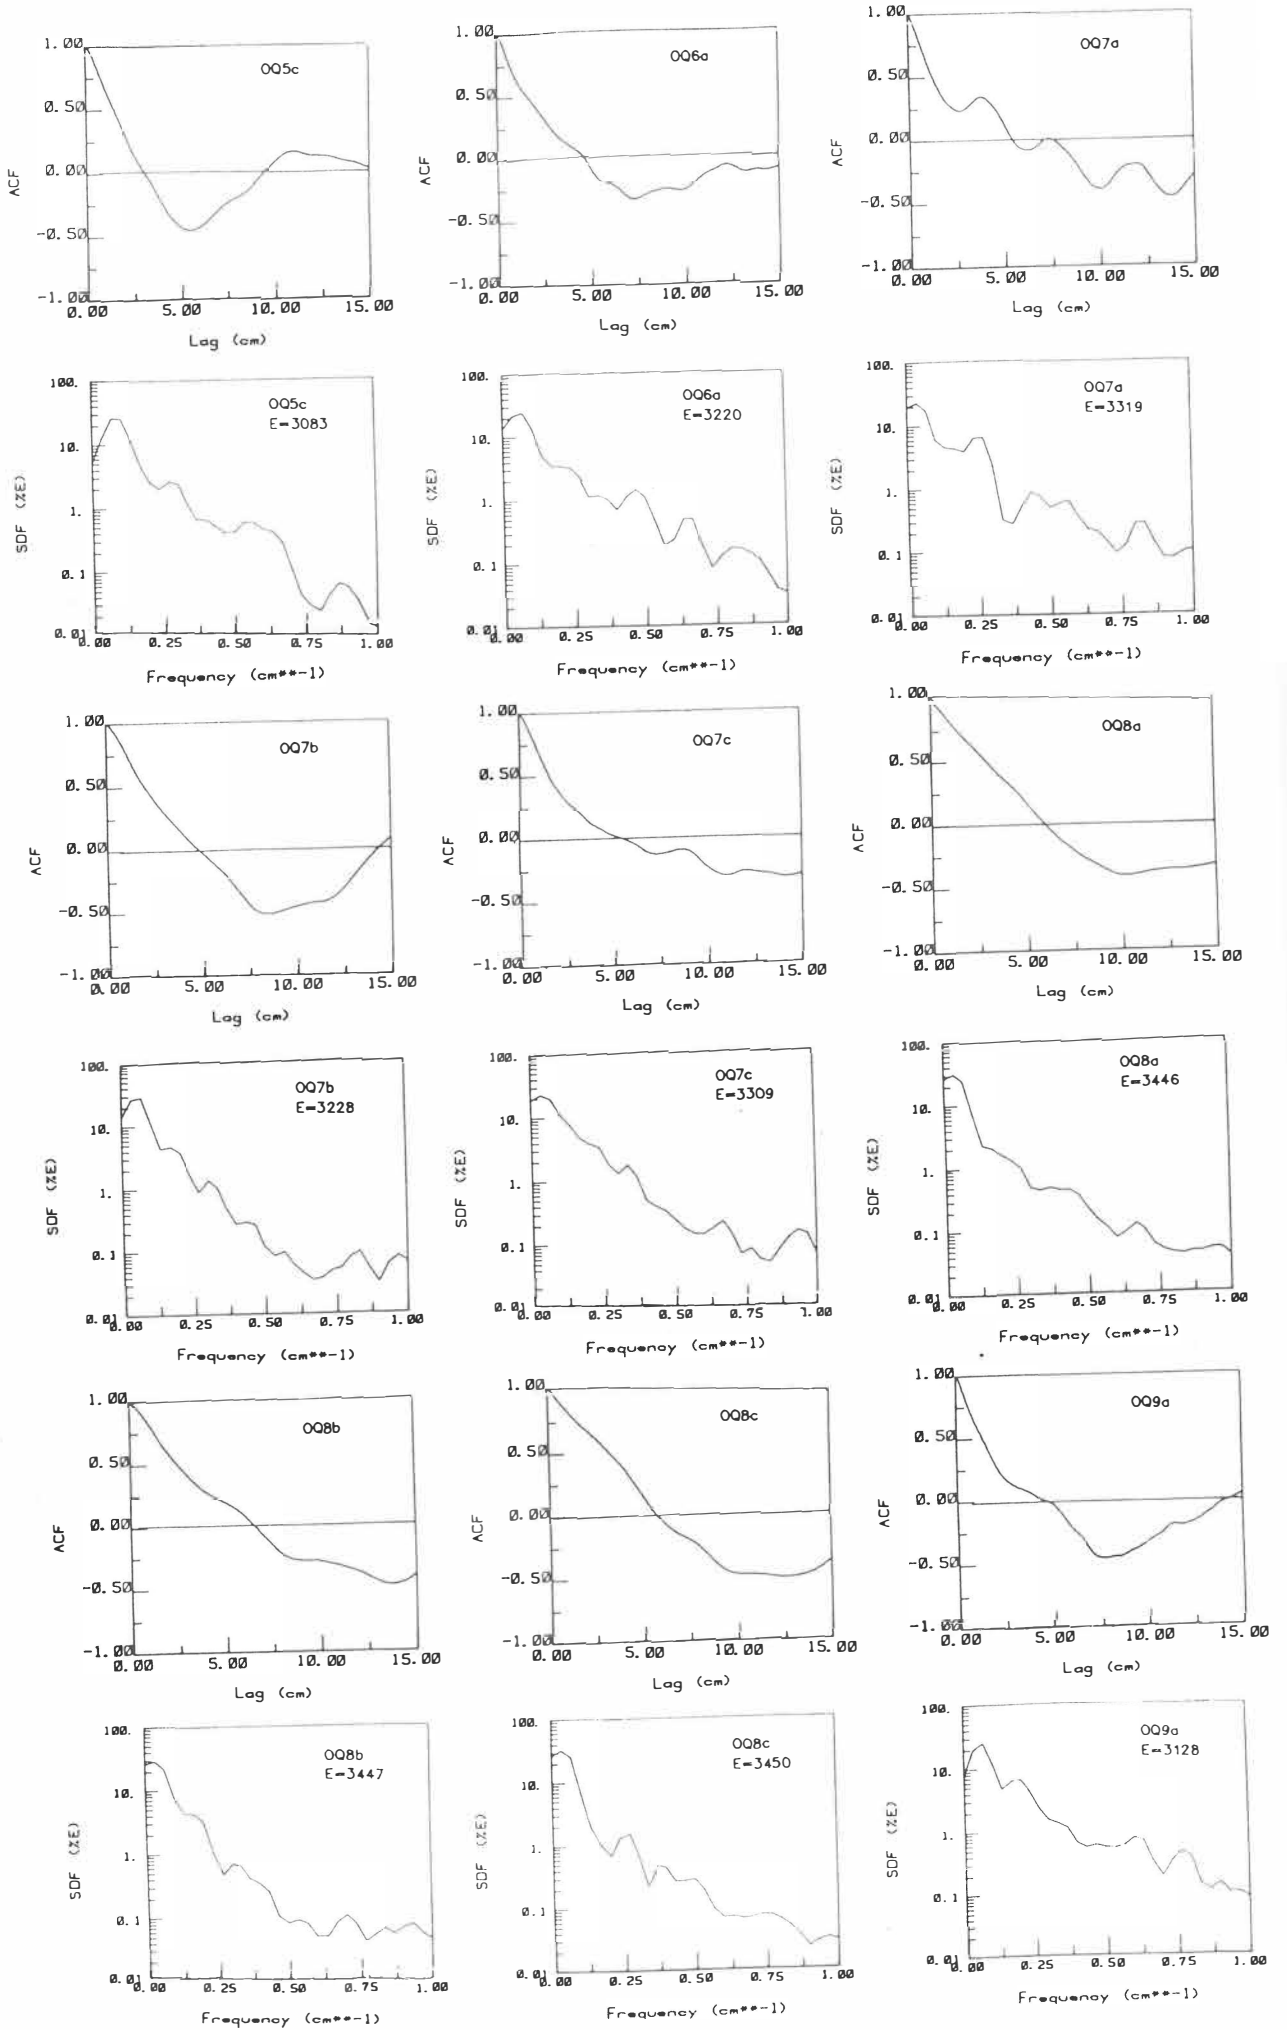 OQ5c
1.00
0.50
0.00
-0.50
-1.00
ACF
0.00 5.00 10.00 15.00
Lag (cm)
OQ6a
1.00
0.50
0.00
-0.50
-1.00
ACF
0.00 5.00 10.00 15.00
Lag (cm)
OQ7a
1.00
0.50
0.00
-0.50
-1.00
ACF
0.00 5.00 10.00 15.00
Lag (cm)
OQ5c
E=3083
100.
10.
1.
0.1
0.01
SDF (%E)
0.00 0.25 0.50 0.75 1.00
Frequency (cm**-1)
OQ6a
E=3220
100.
10.
1.
0.1
0.01
SDF (%E)
0.00 0.25 0.50 0.75 1.00
Frequency (cm**-1)
OQ7a
E=3319
100.
10.
1.
0.1
0.01
SDF (%E)
0.00 0.25 0.50 0.75 1.00
Frequency (cm**-1)
OQ7b
1.00
0.50
0.00
-0.50
-1.00
ACF
0.00 5.00 10.00 15.00
Lag (cm)
OQ7c
1.00
0.50
0.00
-0.50
-1.00
ACF
0.00 5.00 10.00 15.00
Lag (cm)
OQ8a
1.00
0.50
0.00
-0.50
-1.00
ACF
0.00 5.00 10.00 15.00
Lag (cm)
OQ7b
E=3228
100.
10.
1.
0.1
0.01
SDF (%E)
0.00 0.25 0.50 0.75 1.00
Frequency (cm**-1)
OQ7c
E=3309
100.
10.
1.
0.1
0.01
SDF (%E)
0.00 0.25 0.50 0.75 1.00
Frequency (cm**-1)
OQ8a
E=3446
100.
10.
1.
0.1
0.01
SDF (%E)
0.00 0.25 0.50 0.75 1.00
Frequency (cm**-1)
OQ8b
1.00
0.50
0.00
-0.50
-1.00
ACF
0.00 5.00 10.00 15.00
Lag (cm)
OQ8c
1.00
0.50
0.00
-0.50
-1.00
ACF
0.00 5.00 10.00 15.00
Lag (cm)
OQ9a
1.00
0.50
0.00
-0.50
-1.00
ACF
0.00 5.00 10.00 15.00
Lag (cm)
OQ8b
E=3447
100.
10.
1.
0.1
0.01
SDF (%E)
0.00 0.25 0.50 0.75 1.00
Frequency (cm**-1)
OQ8c
E=3450
100.
10.
1.
0.1
0.01
SDF (%E)
0.00 0.25 0.50 0.75 1.00
Frequency (cm**-1)
OQ9a
E=3128
100.
10.
1.
0.1
0.01
SDF (%E)
0.00 0.25 0.50 0.75 1.00
Frequency (cm**-1)